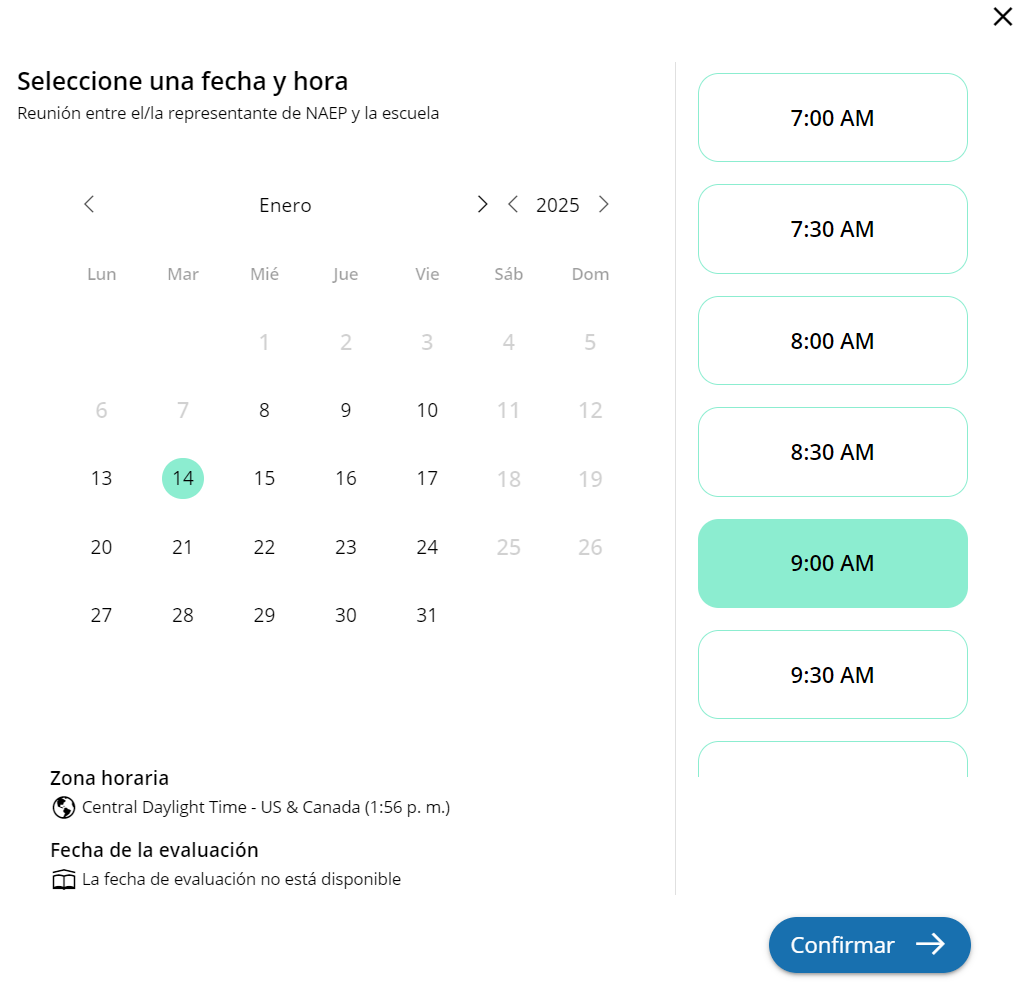 Seleccione una fecha y hora
Reunión entre el/la representante de NAEP y la escuela
Enero 2025
Lun Mar Mié Jue Vie Sáb Dom
1 2 3 4 5
6 7 8 9 10 11 12
13 14 15 16 17 18 19
20 21 22 23 24 25 26
27 28 29 30 31
Zona horaria
Central Daylight Time - US & Canada (1:56 p. m.)
Fecha de la evaluación
La fecha de evaluación no está disponible
7:00 AM
7:30 AM
8:00 AM
8:30 AM
9:00 AM
9:30 AM
Confirmar